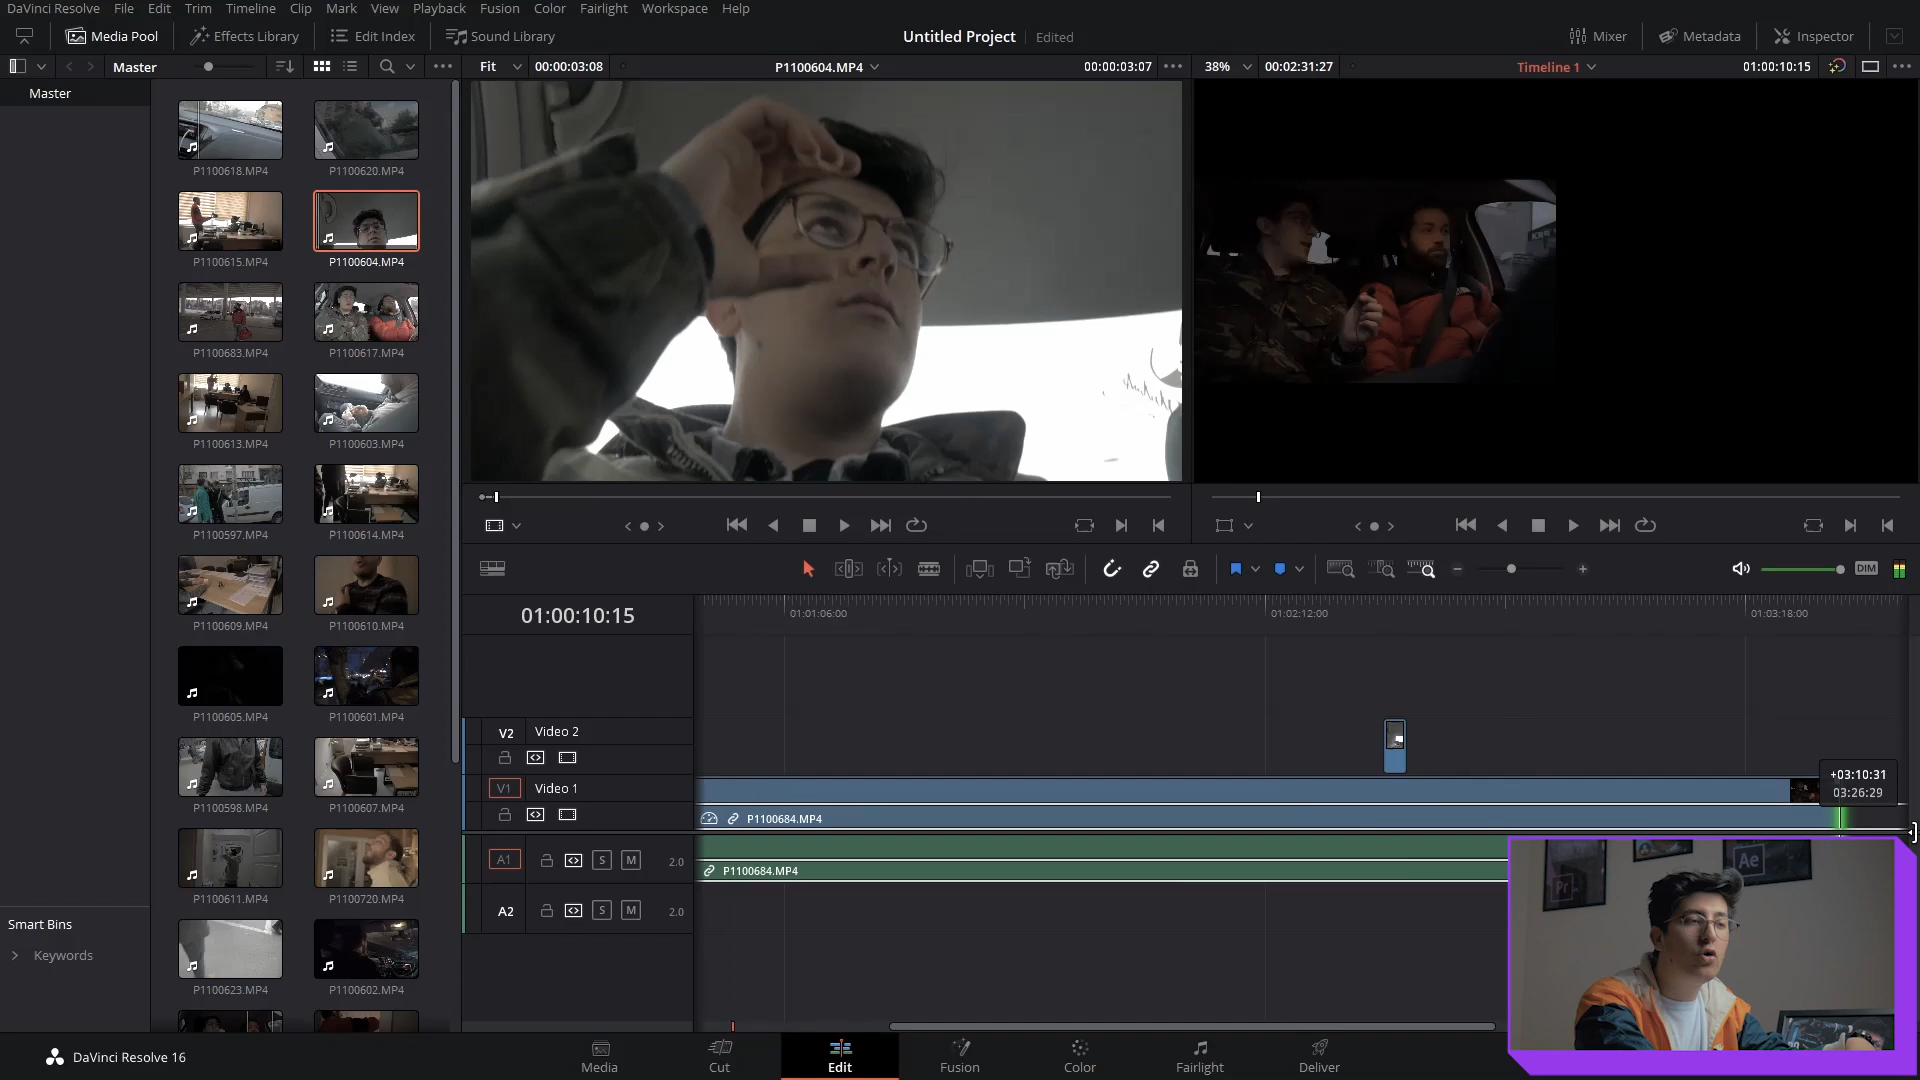 DaVinci Resolve File Edit Trim Timeline Clip Mark View Playback Fusion Color Fairlight Workspace Help
Media Pool Effects Library Edit Index Sound Library Untitled Project Edited Mixer Metadata Inspector
Master Fit 00:00:03:08 P1100604.MP4 00:00:03:07 38% 00:02:31:27 Timeline 1 01:00:10:15
Master
P1100618.MP4 P1100620.MP4
P1100615.MP4 P1100604.MP4
P1100683.MP4 P1100617.MP4
P1100613.MP4 P1100603.MP4
P1100597.MP4 P1100614.MP4
P1100609.MP4 P1100610.MP4
P1100605.MP4 P1100601.MP4
P1100598.MP4 P1100607.MP4
P1100611.MP4 P1100720.MP4
P1100623.MP4 P1100602.MP4
Smart Bins
Keywords
DIM
01:00:10:15
01:01:06:00 01:02:12:00 01:03:18:00
V2 Video 2
V1 Video 1
+03:10:31
03:26:29
P1100684.MP4
A1 S M 2.0
P1100684.MP4
A2 S M 2.0
Pr
Ae
DaVinci Resolve 16
Media Cut Edit Fusion Color Fairlight Deliver